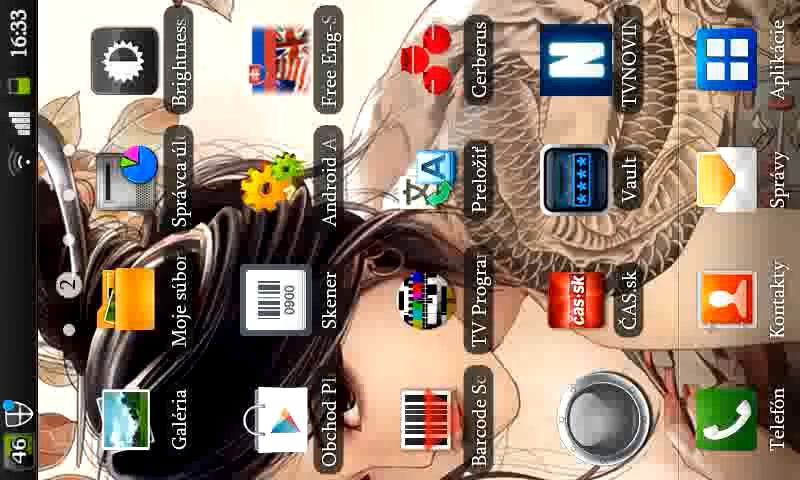 46
16:33
2
Galéria
Moje súbor
Správca úl
Brightness
0900
Obchod Pl
Skener
Android A
Free Eng-S
A
Barcode Sc
TV Program
Preložiť
Cerberus
čas.sk
****
N
ČAS.sk
Vault
TVNOVIN
Telefón
Kontakty
Správy
Aplikácie